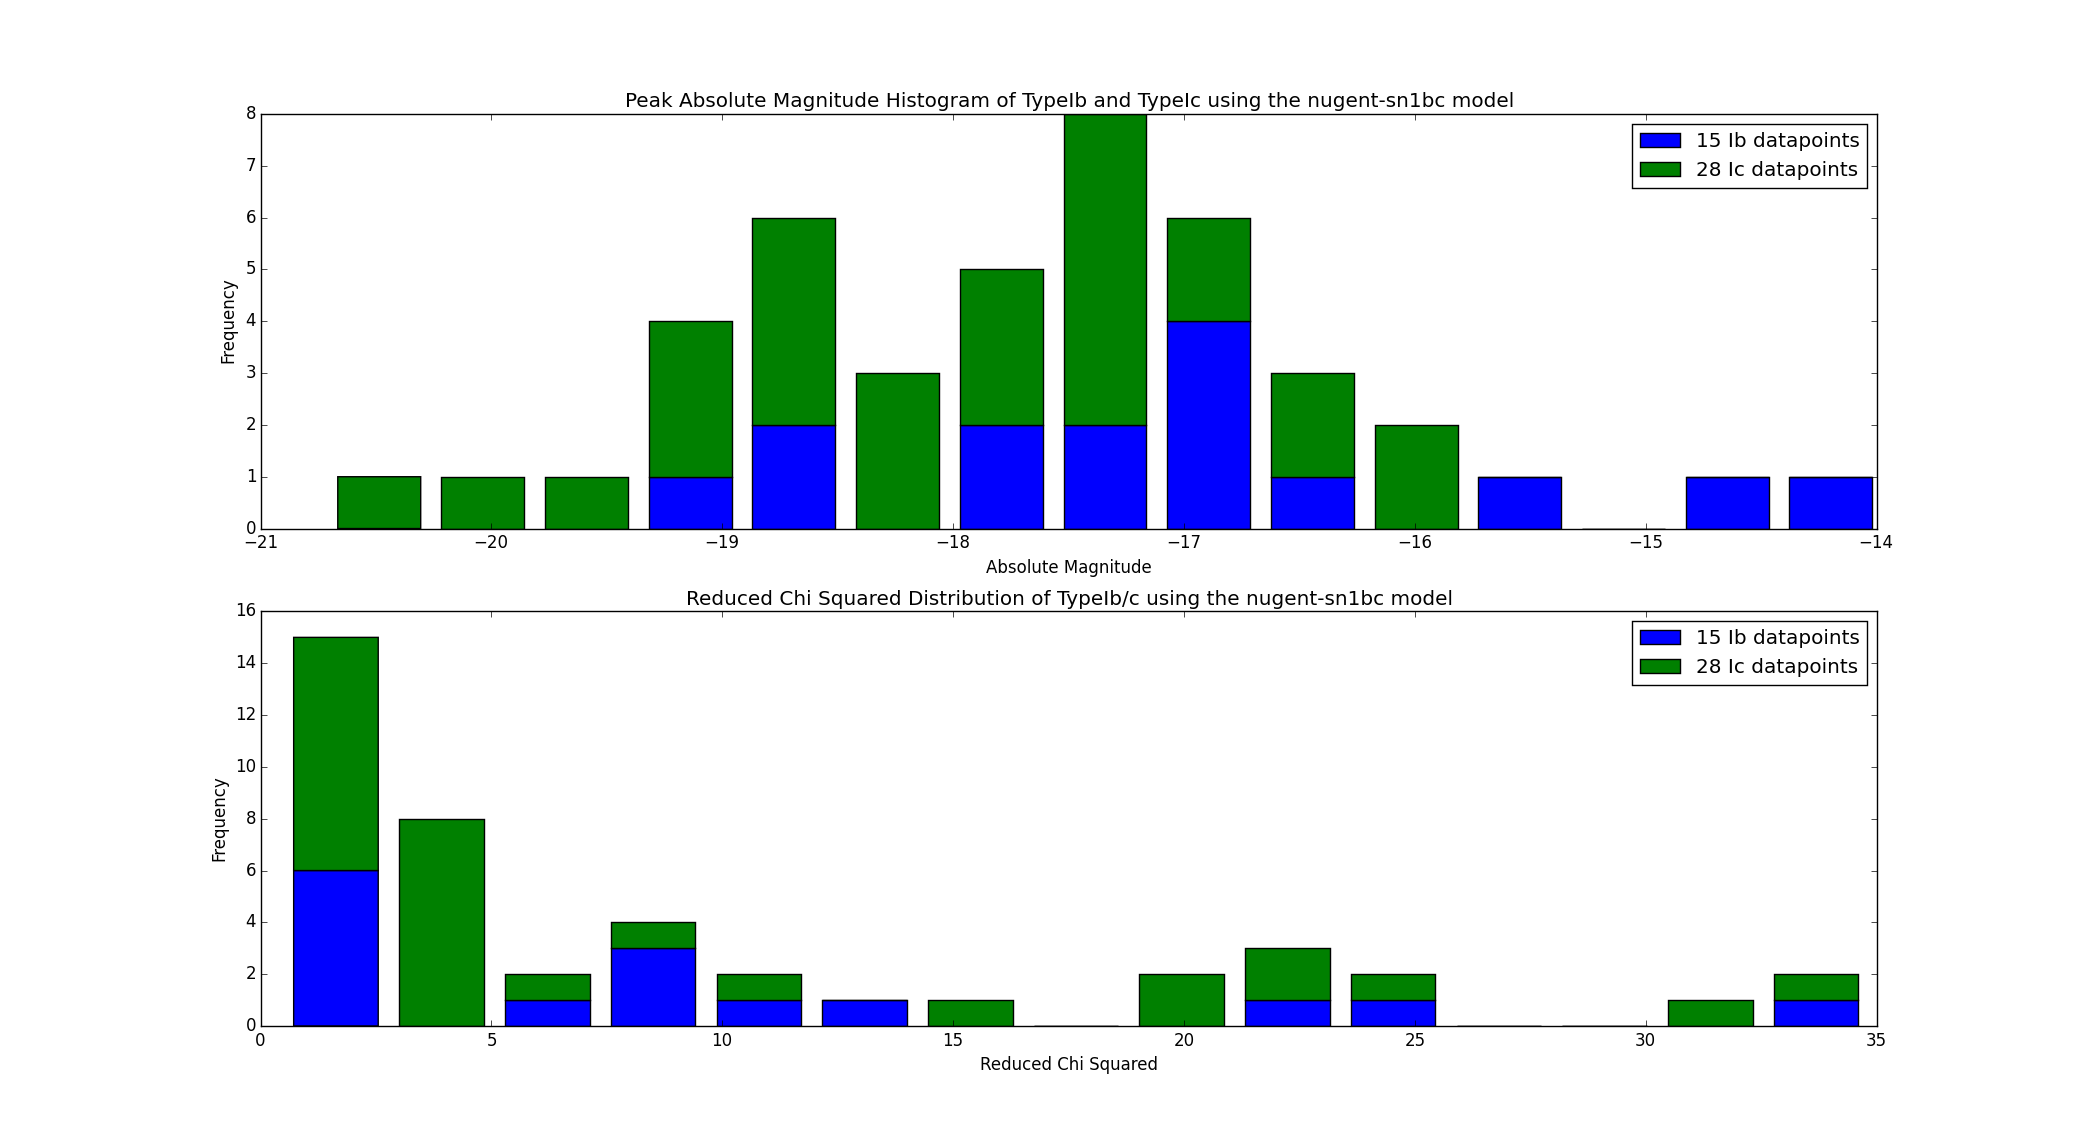 Peak Absolute Magnitude Histogram of TypeIb and TypeIc using the nugent-sn1bc model
8
7
6
5
4
3
2
1
0
Frequency
15 Ib datapoints
28 Ic datapoints
−21 −20 −19 −18 −17 −16 −15 −14
Absolute Magnitude
Reduced Chi Squared Distribution of TypeIb/c using the nugent-sn1bc model
16
14
12
10
8
6
4
2
0
Frequency
15 Ib datapoints
28 Ic datapoints
0 5 10 15 20 25 30 35
Reduced Chi Squared